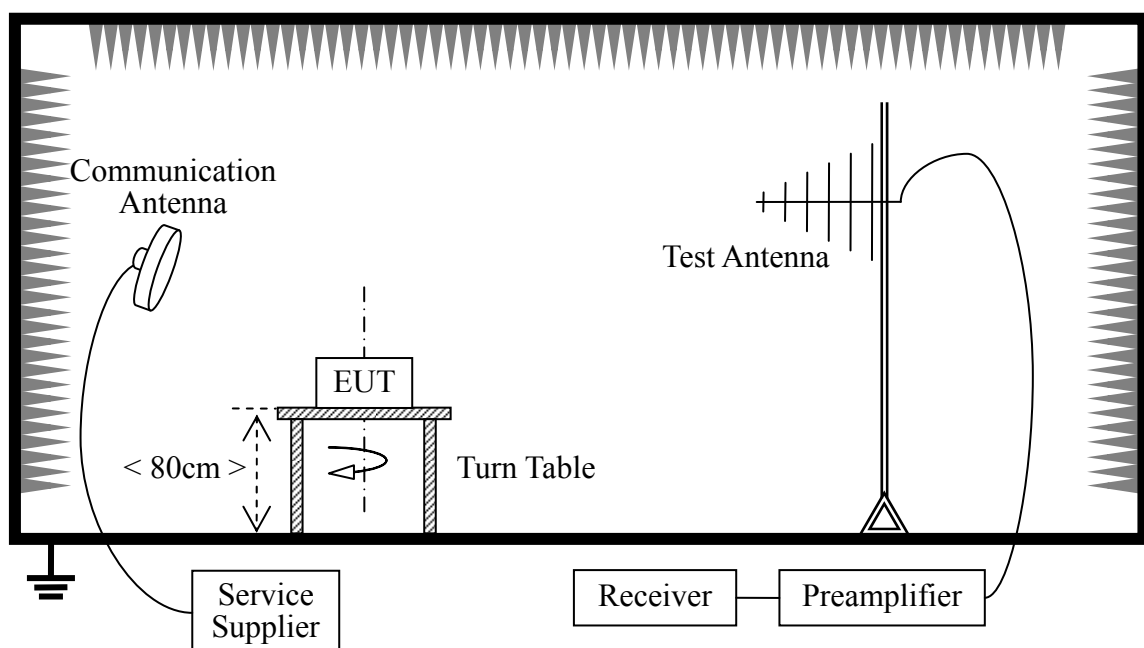 Communication
Antenna
Test Antenna
EUT
< 80cm >
Turn Table
Service
Supplier
Receiver
Preamplifier